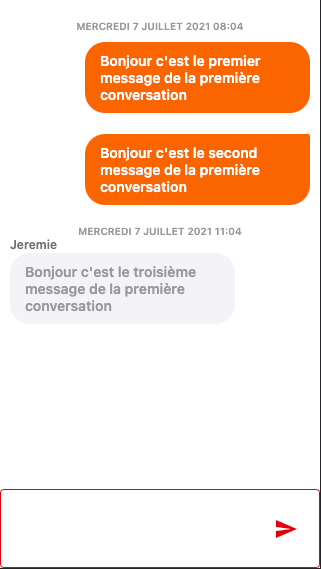 MERCREDI 7 JUILLET 2021 08:04
Bonjour c'est le premier
message de la première
conversation
Bonjour c'est le second
message de la première
conversation
MERCREDI 7 JUILLET 2021 11:04
Jeremie
Bonjour c'est le troisième
message de la première
conversation